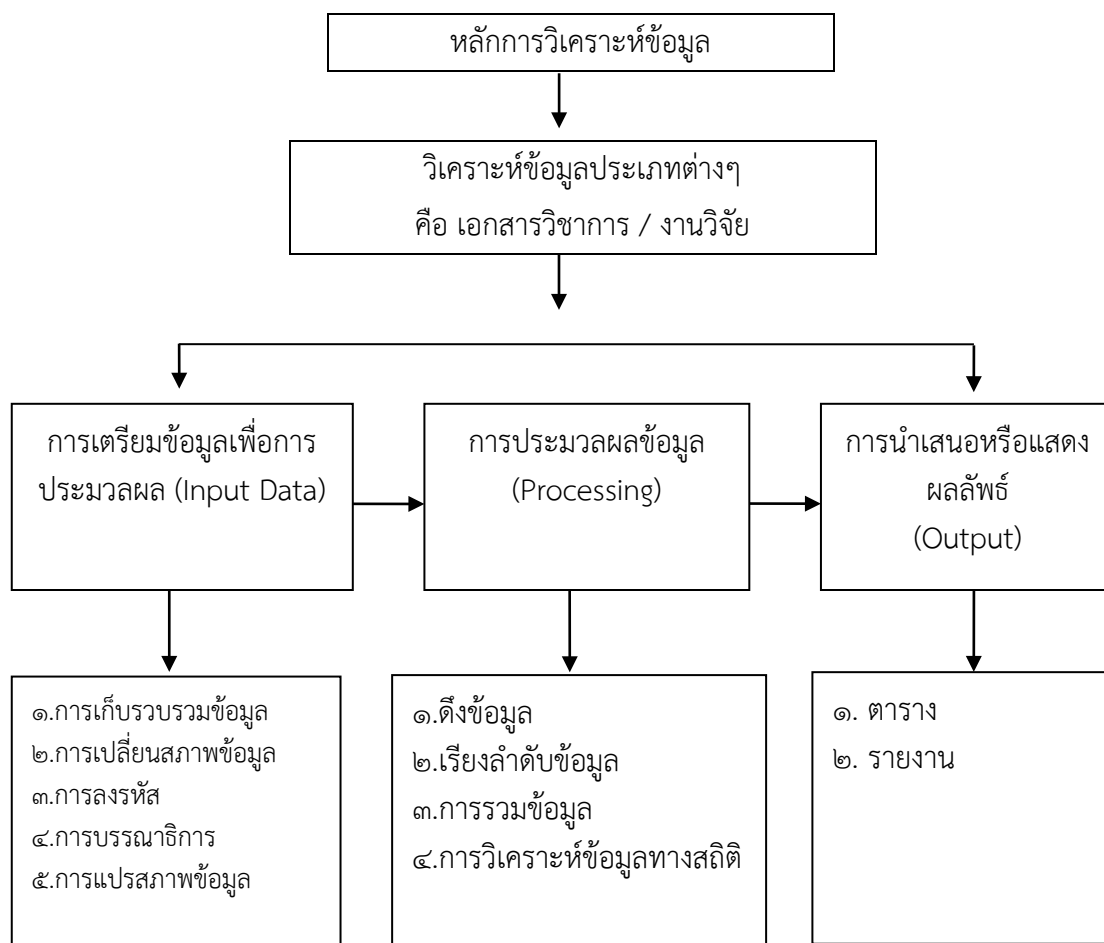 หลักการวิเคราะห์ข้อมูล
วิเคราะห์ข้อมูลประเภทต่างๆ
คือ เอกสารวิชาการ / งานวิจัย
การเตรียมข้อมูลเพื่อการ
ประมวลผล (Input Data)
การประมวลผลข้อมูล
(Processing)
การนำเสนอหรือแสดง
ผลลัพธ์
(Output)
๑.การเก็บรวบรวมข้อมูล
๒.การเปลี่ยนสภาพข้อมูล
๓.การลงรหัส
๔.การบรรณาธิการ
๕.การแปรสภาพข้อมูล
๑.ดึงข้อมูล
๒.เรียงลำดับข้อมูล
๓.การรวมข้อมูล
๔.การวิเคราะห์ข้อมูลทางสถิติ
๑. ตาราง
๒. รายงาน